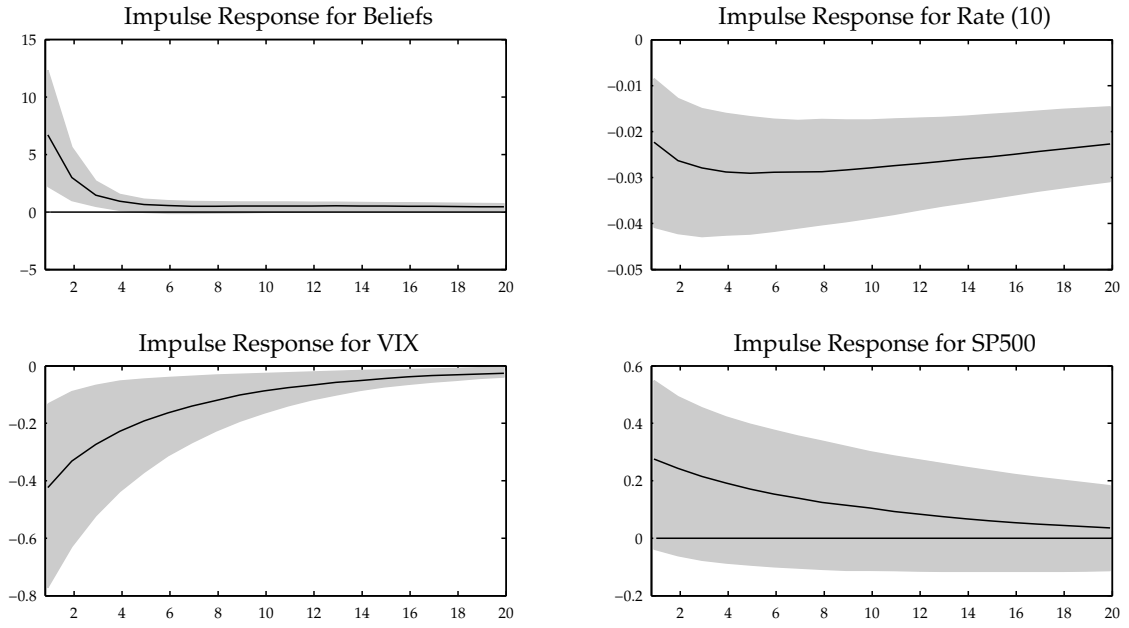 Impulse Response for Beliefs
15
10
5
0
−5
2 4 6 8 10 12 14 16 18 20
Impulse Response for Rate (10)
0
−0.01
−0.02
−0.03
−0.04
−0.05
2 4 6 8 10 12 14 16 18 20
Impulse Response for VIX
0
−0.2
−0.4
−0.6
−0.8
2 4 6 8 10 12 14 16 18 20
Impulse Response for SP500
0.6
0.4
0.2
0
−0.2
2 4 6 8 10 12 14 16 18 20